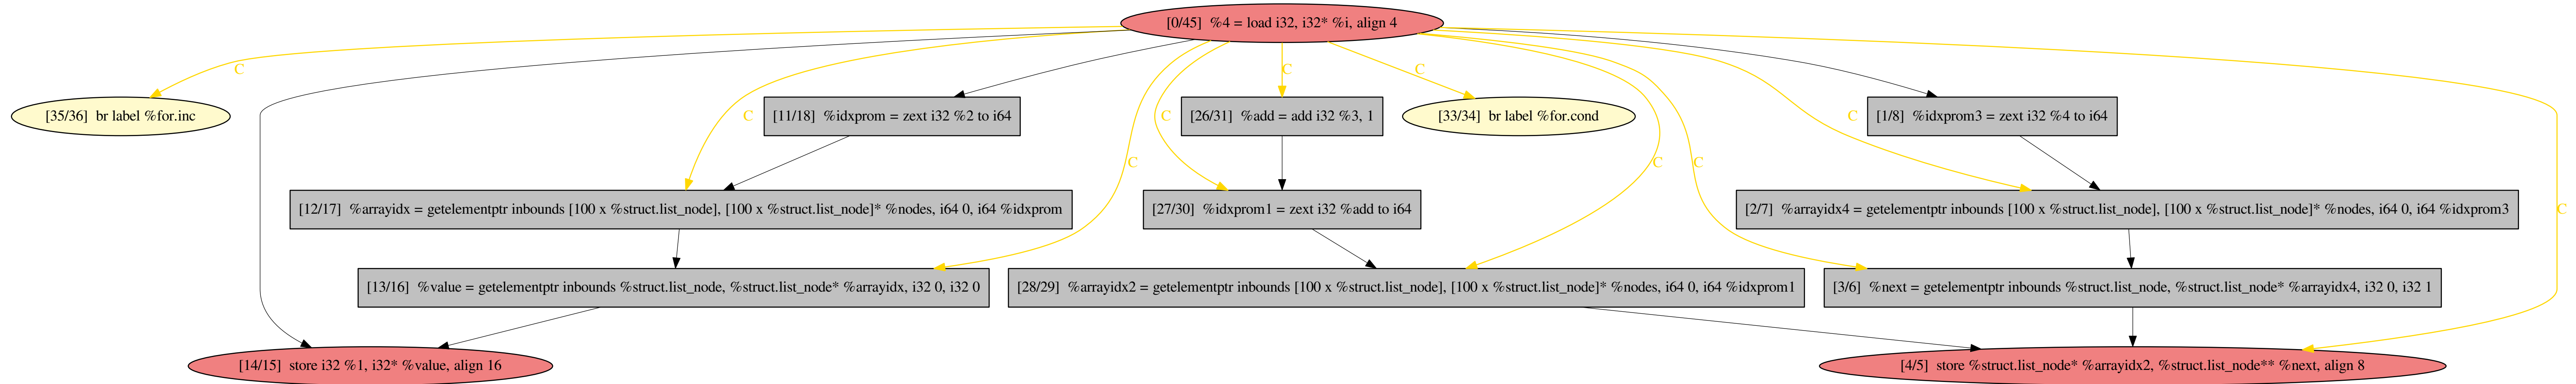 [0/45]  %4 = load i32, i32* %i, align 4
C
C
C
C
[35/36]  br label %for.inc
[11/18]  %idxprom = zext i32 %2 to i64
C
C
[26/31]  %add = add i32 %3, 1
[33/34]  br label %for.cond
C
[1/8]  %idxprom3 = zext i32 %4 to i64
C
C
C
[12/17]  %arrayidx = getelementptr inbounds [100 x %struct.list_node], [100 x %struct.list_node]* %nodes, i64 0, i64 %idxprom
[27/30]  %idxprom1 = zext i32 %add to i64
[2/7]  %arrayidx4 = getelementptr inbounds [100 x %struct.list_node], [100 x %struct.list_node]* %nodes, i64 0, i64 %idxprom3
C
[13/16]  %value = getelementptr inbounds %struct.list_node, %struct.list_node* %arrayidx, i32 0, i32 0
[28/29]  %arrayidx2 = getelementptr inbounds [100 x %struct.list_node], [100 x %struct.list_node]* %nodes, i64 0, i64 %idxprom1
[3/6]  %next = getelementptr inbounds %struct.list_node, %struct.list_node* %arrayidx4, i32 0, i32 1
[14/15]  store i32 %1, i32* %value, align 16
[4/5]  store %struct.list_node* %arrayidx2, %struct.list_node** %next, align 8